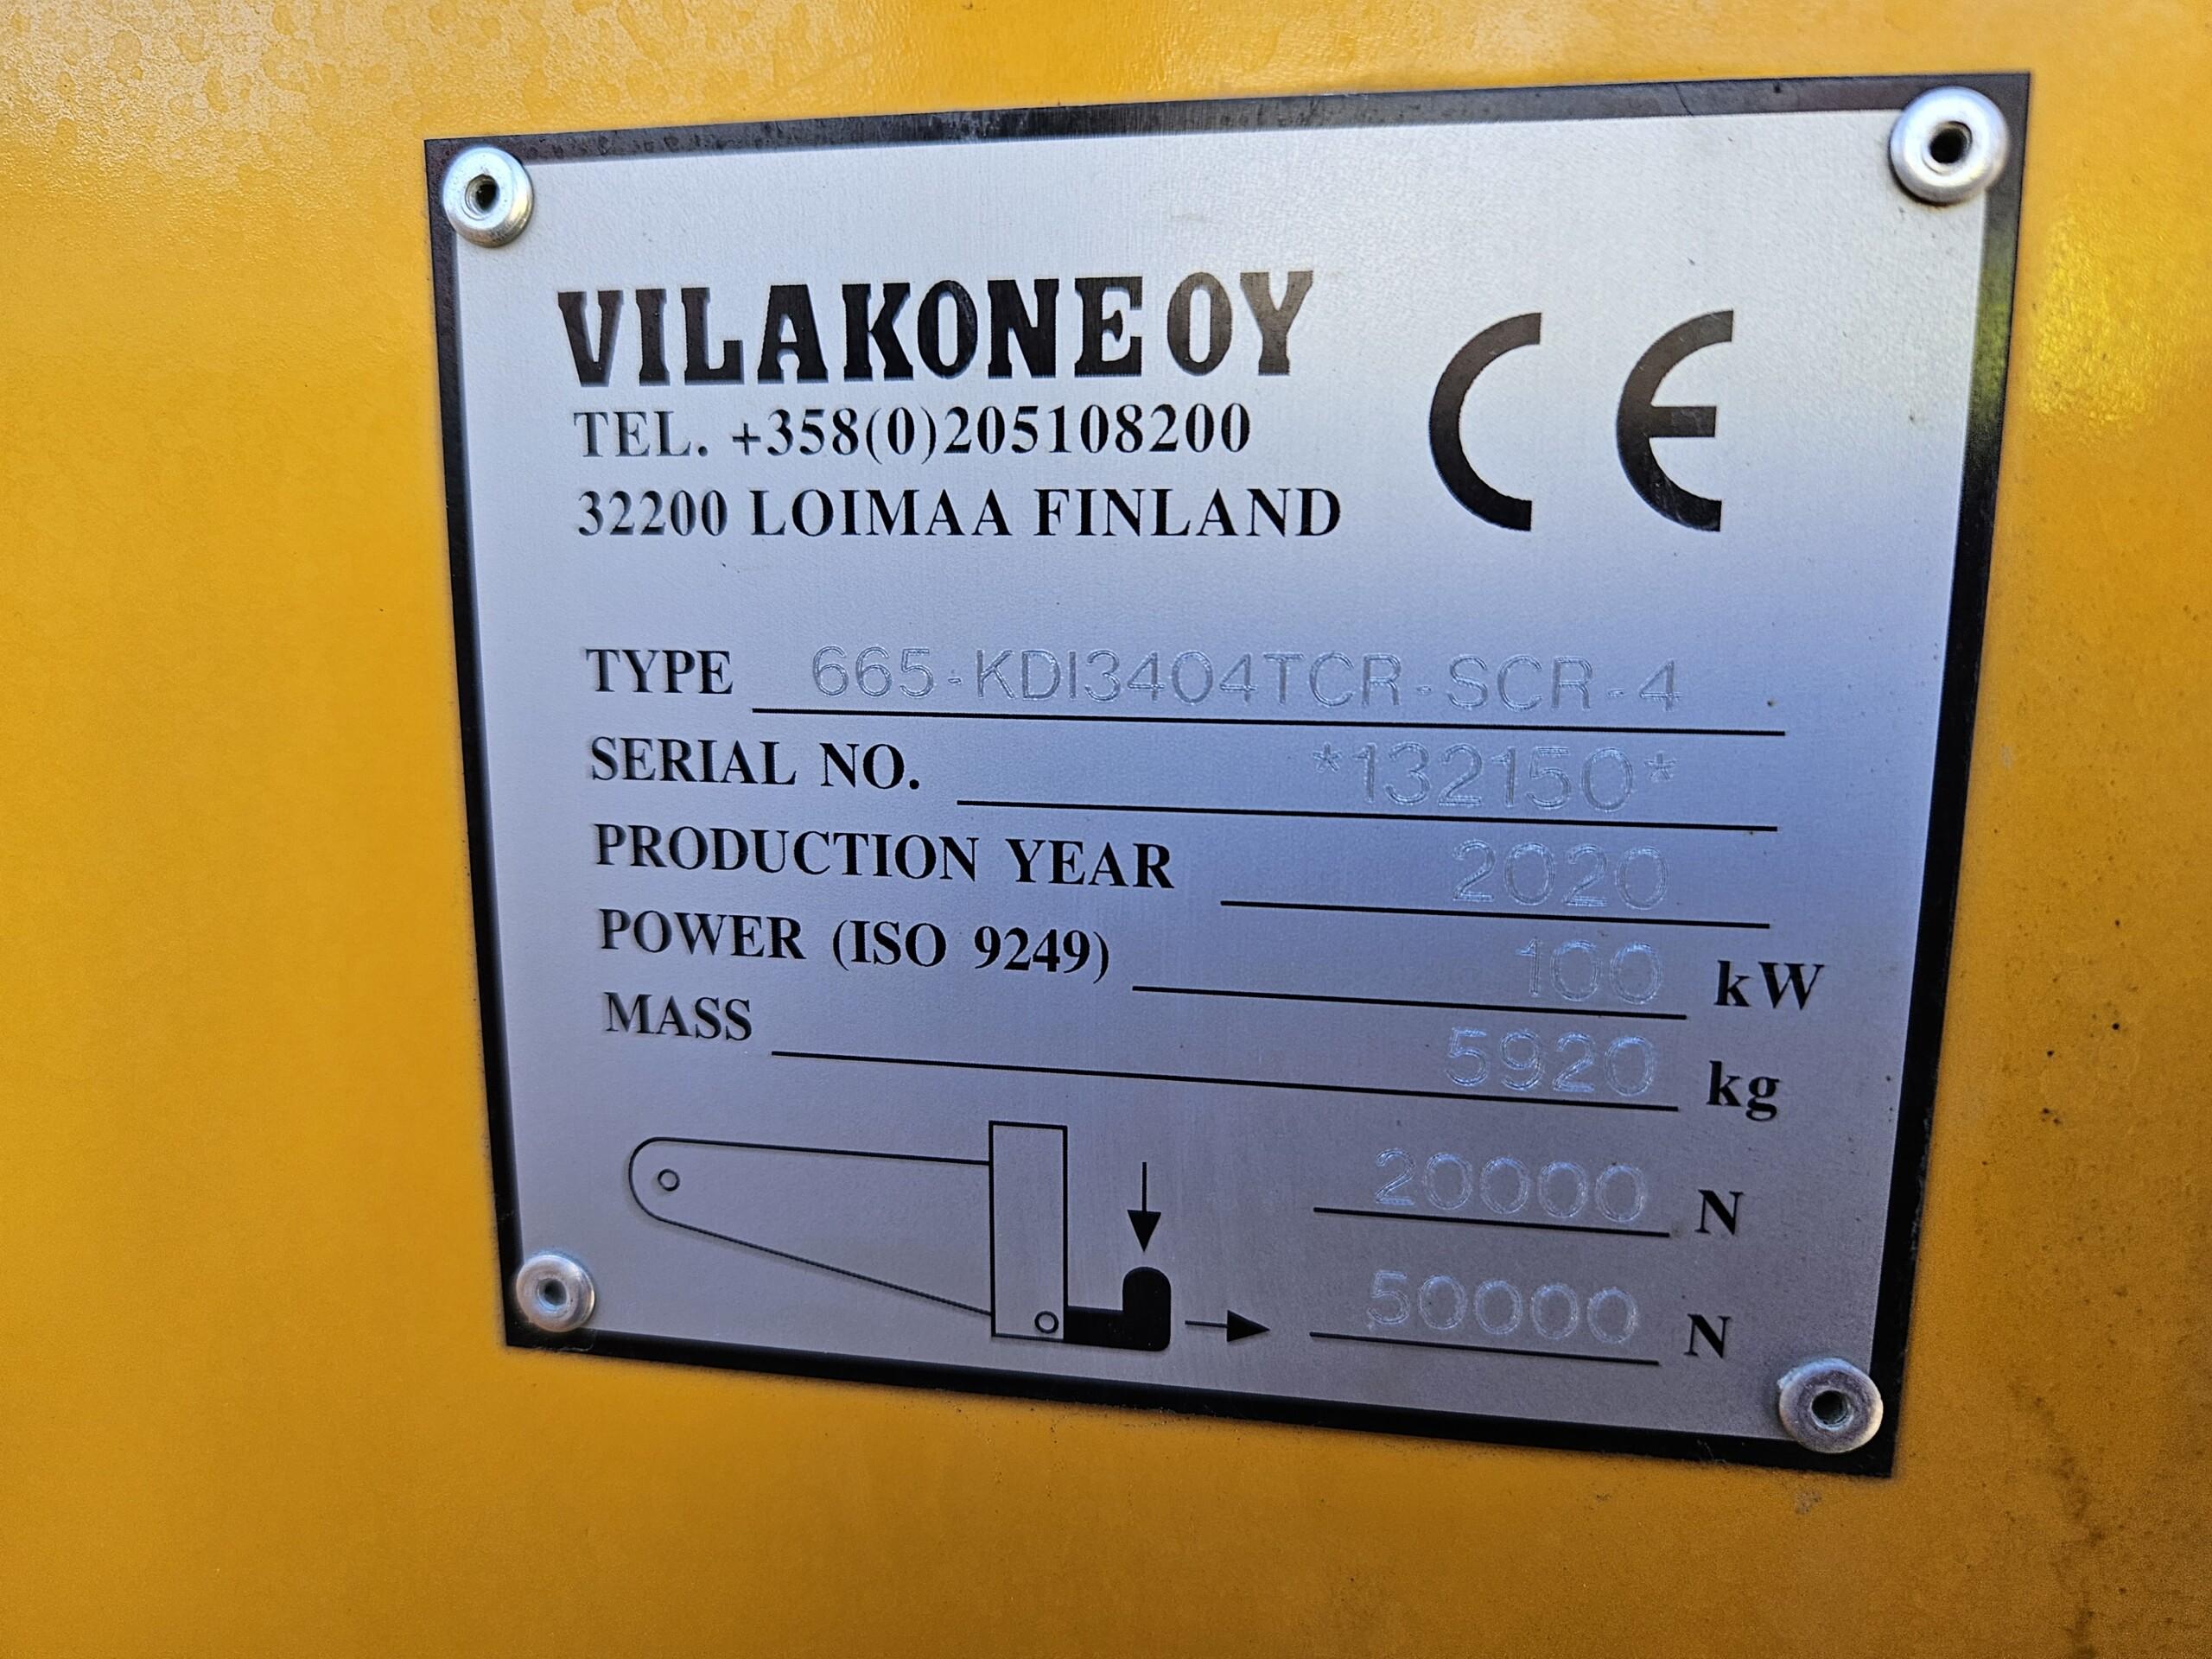 VILAKONE OY
TEL. +358(0)205108200
32200 LOIMAA FINLAND
CE
TYPE 665-KDI3404TCR-SCR-4
SERIAL NO. *132150*
PRODUCTION YEAR 2020
POWER (ISO 9249) 100 kW
MASS 5920 kg
20000 N
50000 N